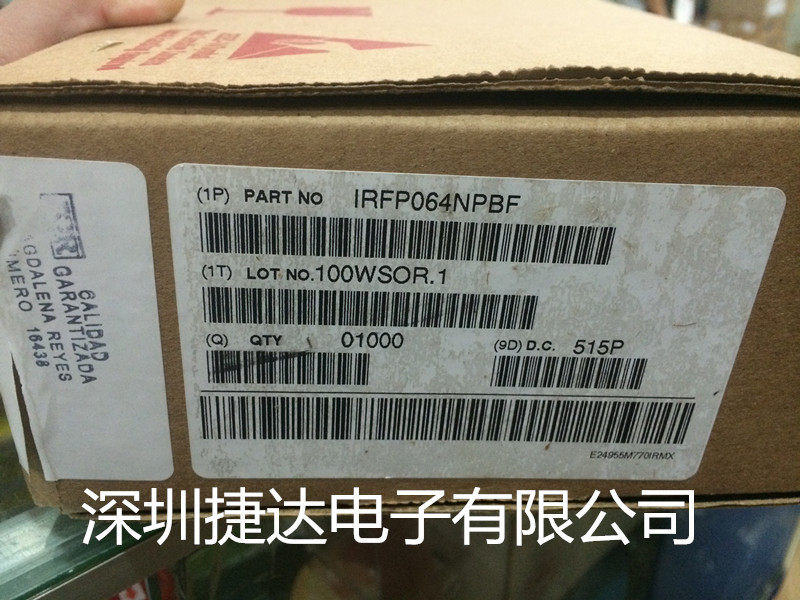 (1P) PART NO IRFP064NPBF
(1T) LOT NO.100WSOR.1
(Q) QTY 01000
(9D) D.C. 515P
E24955M770IRMX
CALIDAD
GARANTIZADA
GDALENA REYES
MERO 16438
深圳捷达电子有限公司